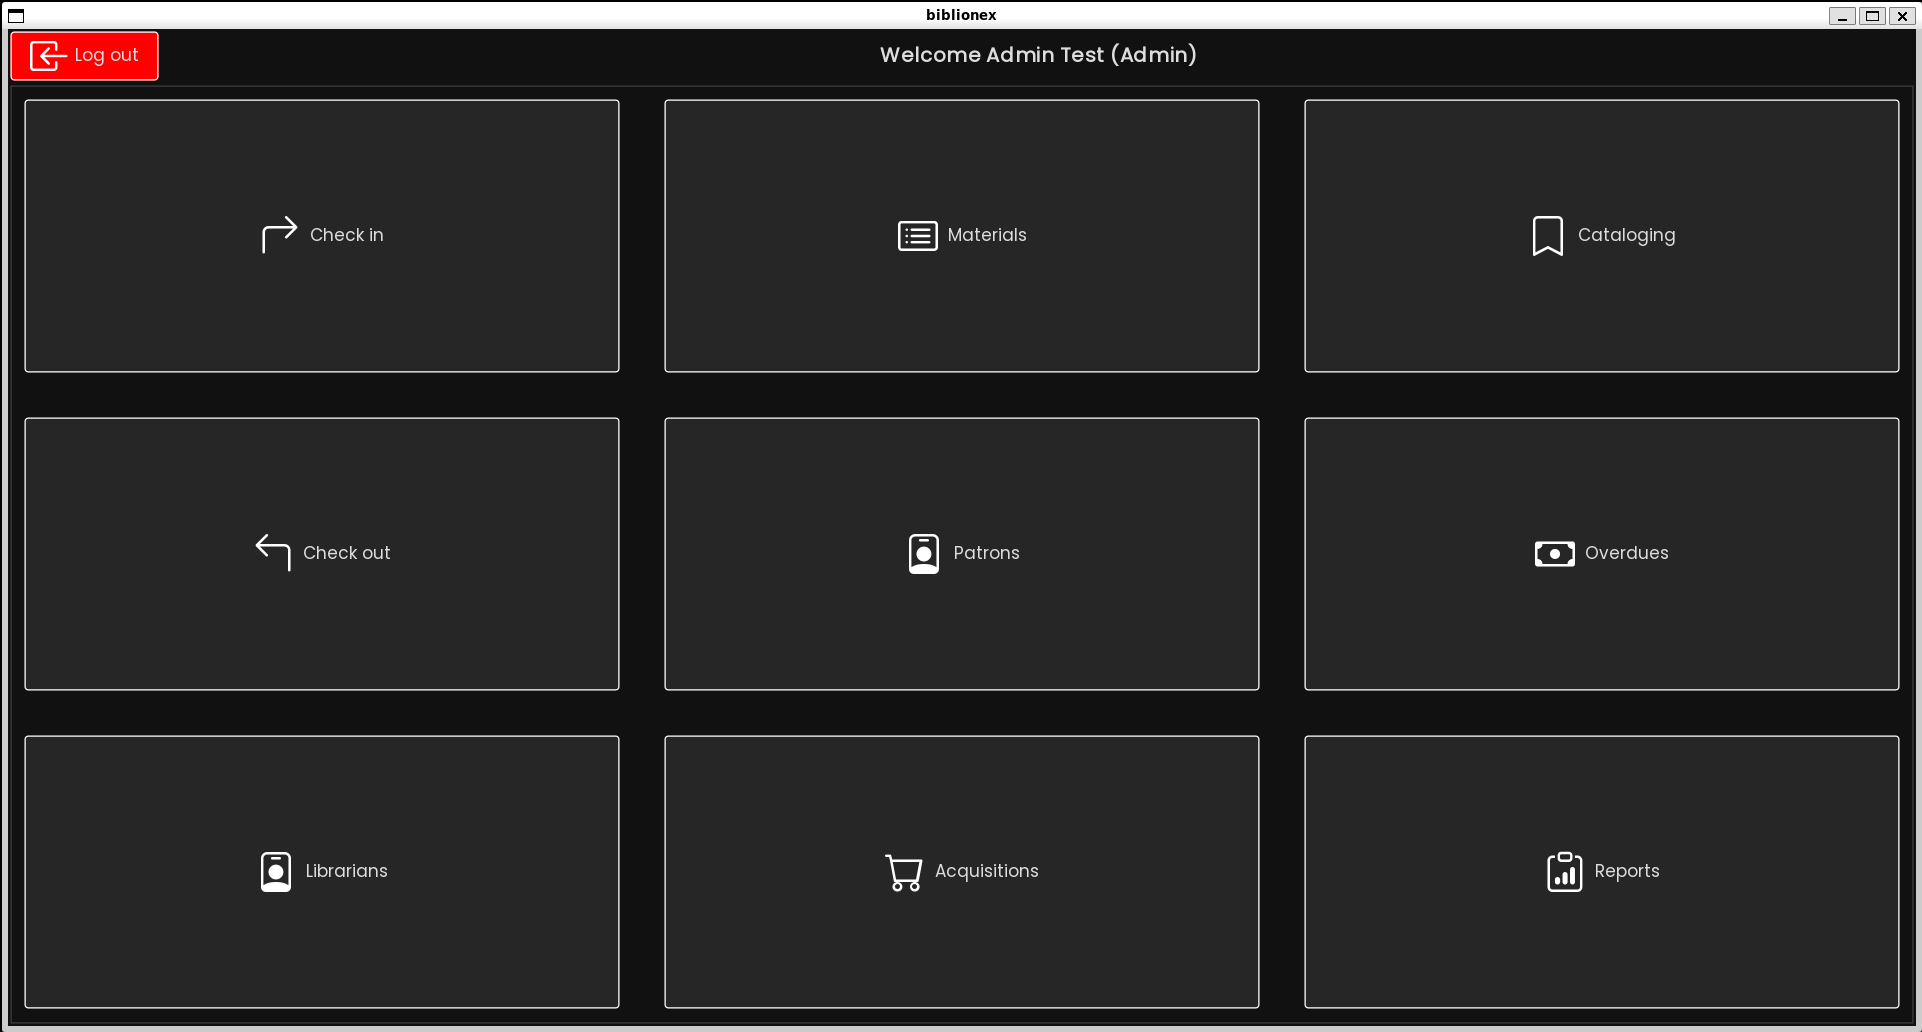 biblionex
Log out
Welcome Admin Test (Admin)
Check in
Materials
Cataloging
Check out
Patrons
Overdues
Librarians
Acquisitions
Reports